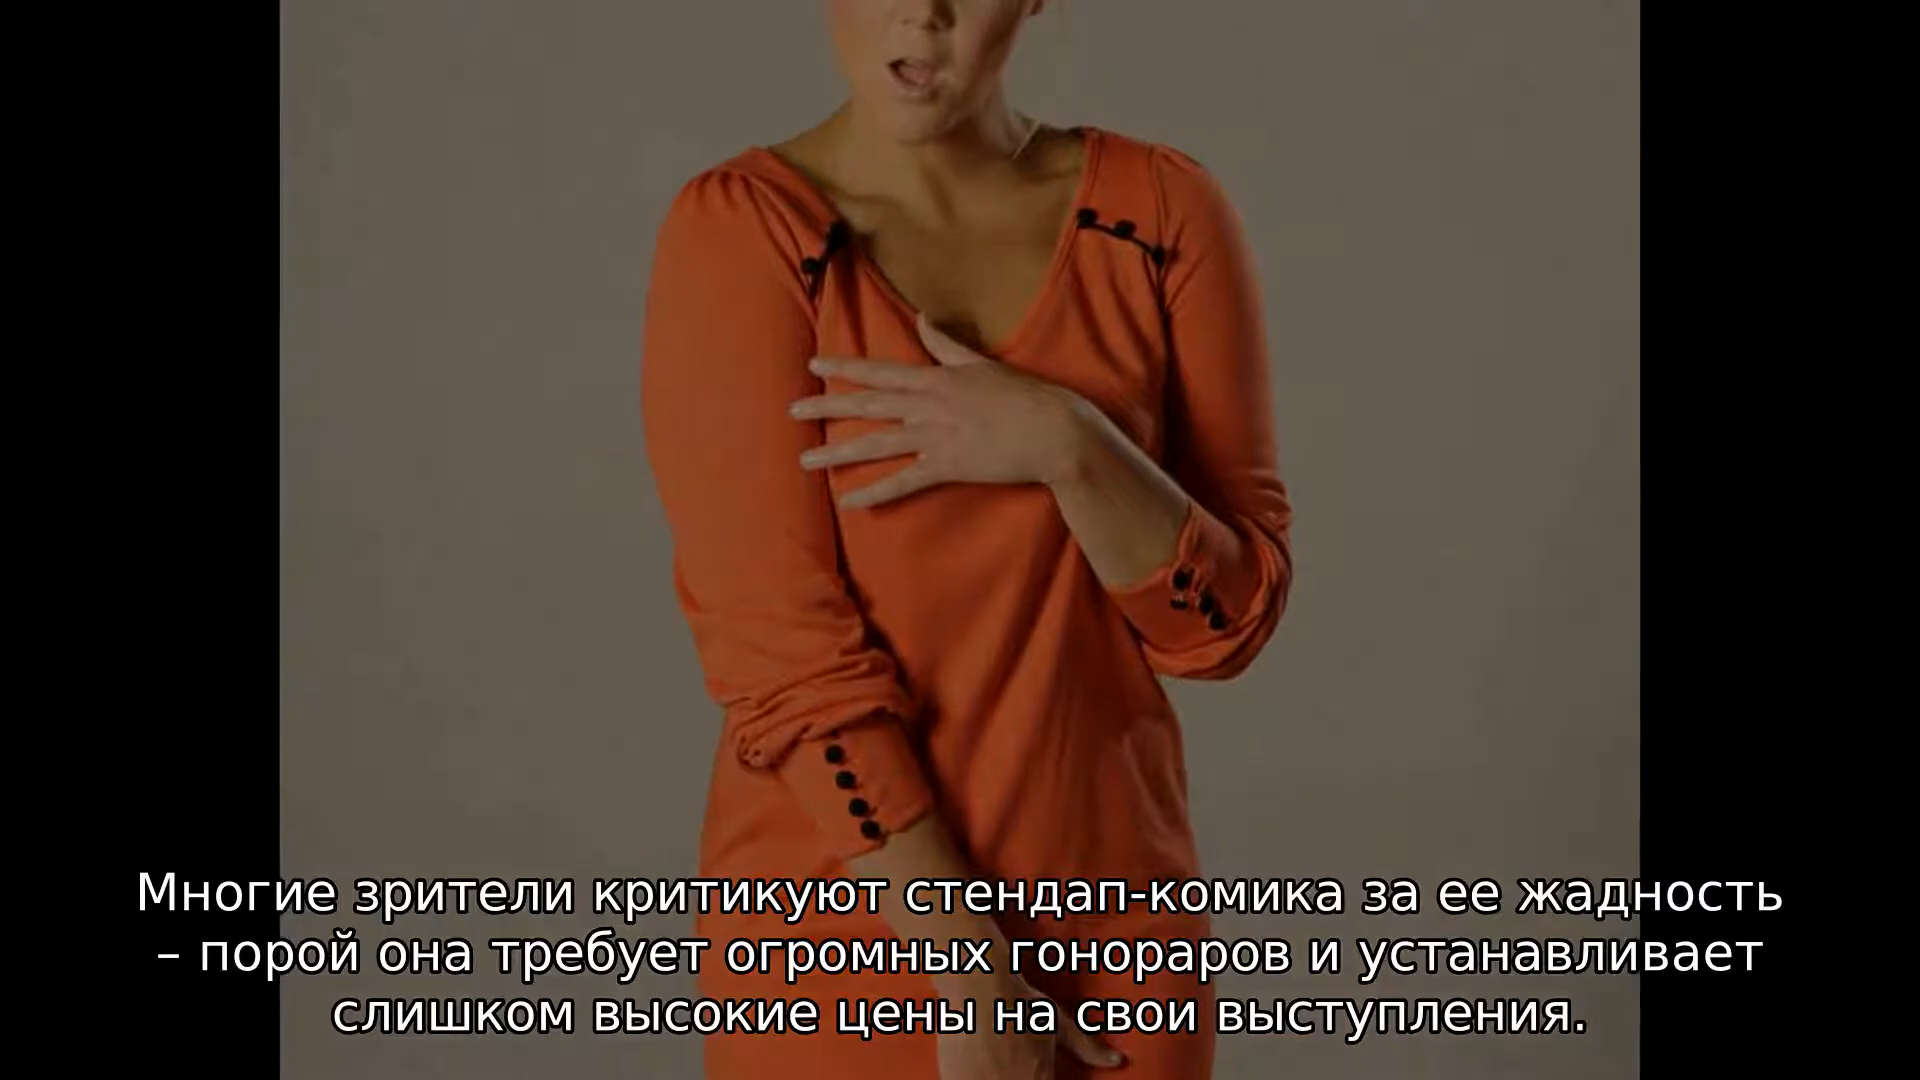 Многие зрители критикуют стендап-комика за ее жадность
– порой она требует огромных гонораров и устанавливает
слишком высокие цены на свои выступления.